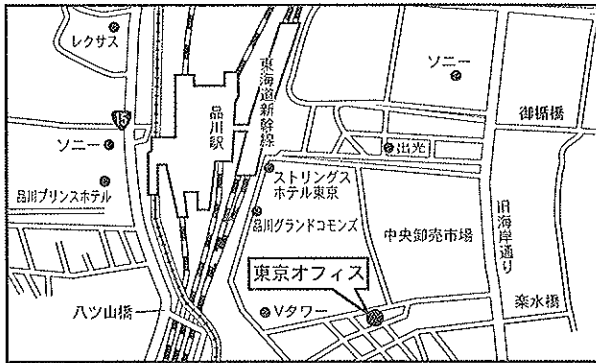 レクサス
15
ソニー
品川プリンスホテル
八ツ山橋
品川駅
東海道新幹線
ソニー
御楯橋
出光
ストリングス
ホテル東京
品川グランドコモンズ
中央卸売市場
旧海岸通り
東京オフィス
Vタワー
楽水橋